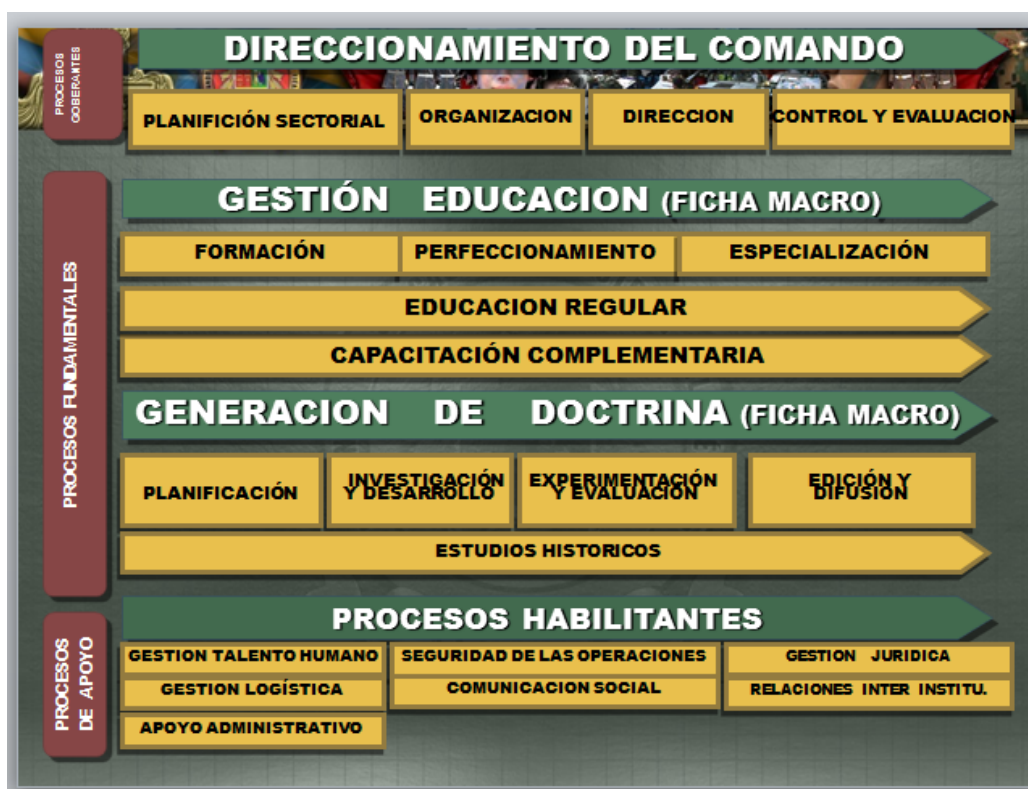 PROCESOS
GOBERANTES
DIRECCIONAMIENTO DEL COMANDO
PLANIFICIÓN SECTORIAL
ORGANIZACION
DIRECCION
CONTROL Y EVALUACION
PROCESOS FUNDAMENTALES
GESTIÓN EDUCACION (FICHA MACRO)
FORMACIÓN
PERFECCIONAMIENTO
ESPECIALIZACIÓN
EDUCACION REGULAR
CAPACITACIÓN COMPLEMENTARIA
GENERACION DE DOCTRINA (FICHA MACRO)
PLANIFICACIÓN
INVESTIGACIÓN
Y DESARROLLO
EXPERIMENTACIÓN
Y EVALUACIÓN
EDICIÓN Y
DIFUSIÓN
ESTUDIOS HISTORICOS
PROCESOS
DE APOYO
PROCESOS HABILITANTES
GESTION TALENTO HUMANO
SEGURIDAD DE LAS OPERACIONES
GESTION JURIDICA
GESTION LOGÍSTICA
COMUNICACION SOCIAL
RELACIONES INTER INSTITU.
APOYO ADMINISTRATIVO